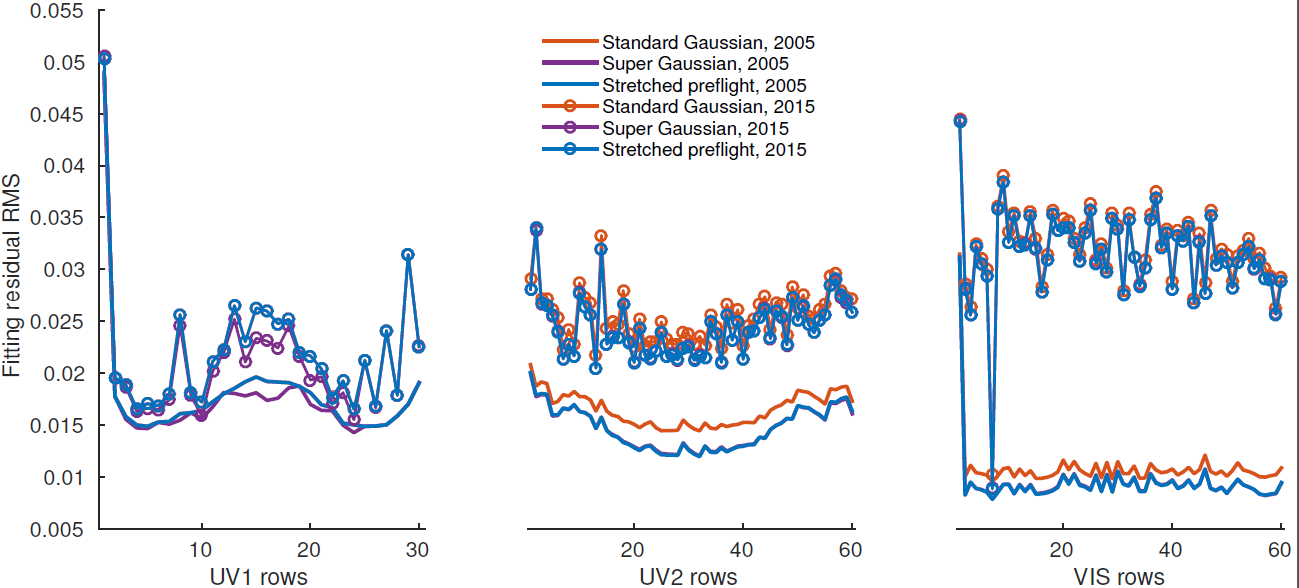 Fitting residual RMS
0.055
0.05
0.045
0.04
0.035
0.03
0.025
0.02
0.015
0.01
0.005
10 20 30
UV1 rows
Standard Gaussian, 2005
Super Gaussian, 2005
Stretched preflight, 2005
Standard Gaussian, 2015
Super Gaussian, 2015
Stretched preflight, 2015
20 40 60
UV2 rows
20 40 60
VIS rows